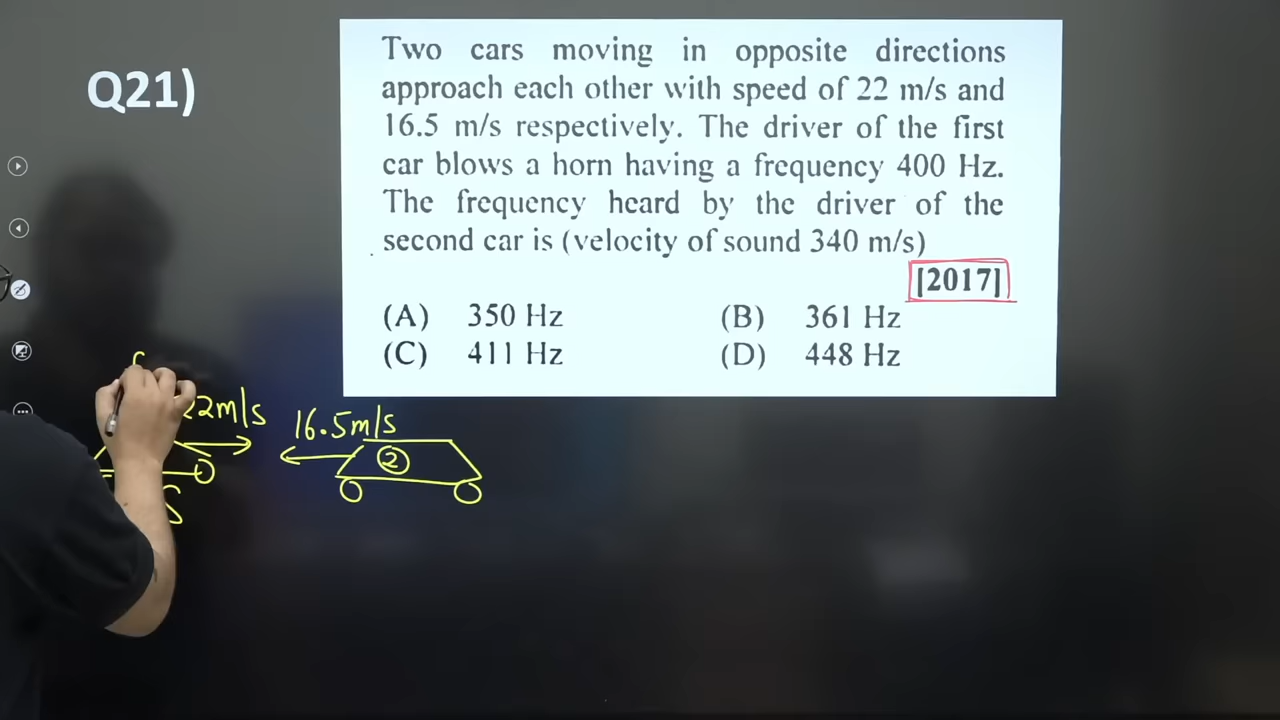 Q21)
Two cars moving in opposite directions
approach each other with speed of 22 m/s and
16.5 m/s respectively. The driver of the first
car blows a horn having a frequency 400 Hz.
The frequency heard by the driver of the
second car is (velocity of sound 340 m/s)
[2017]
(A) 350 Hz (B) 361 Hz
(C) 411 Hz (D) 448 Hz
22m/s 16.5m/s
2
S